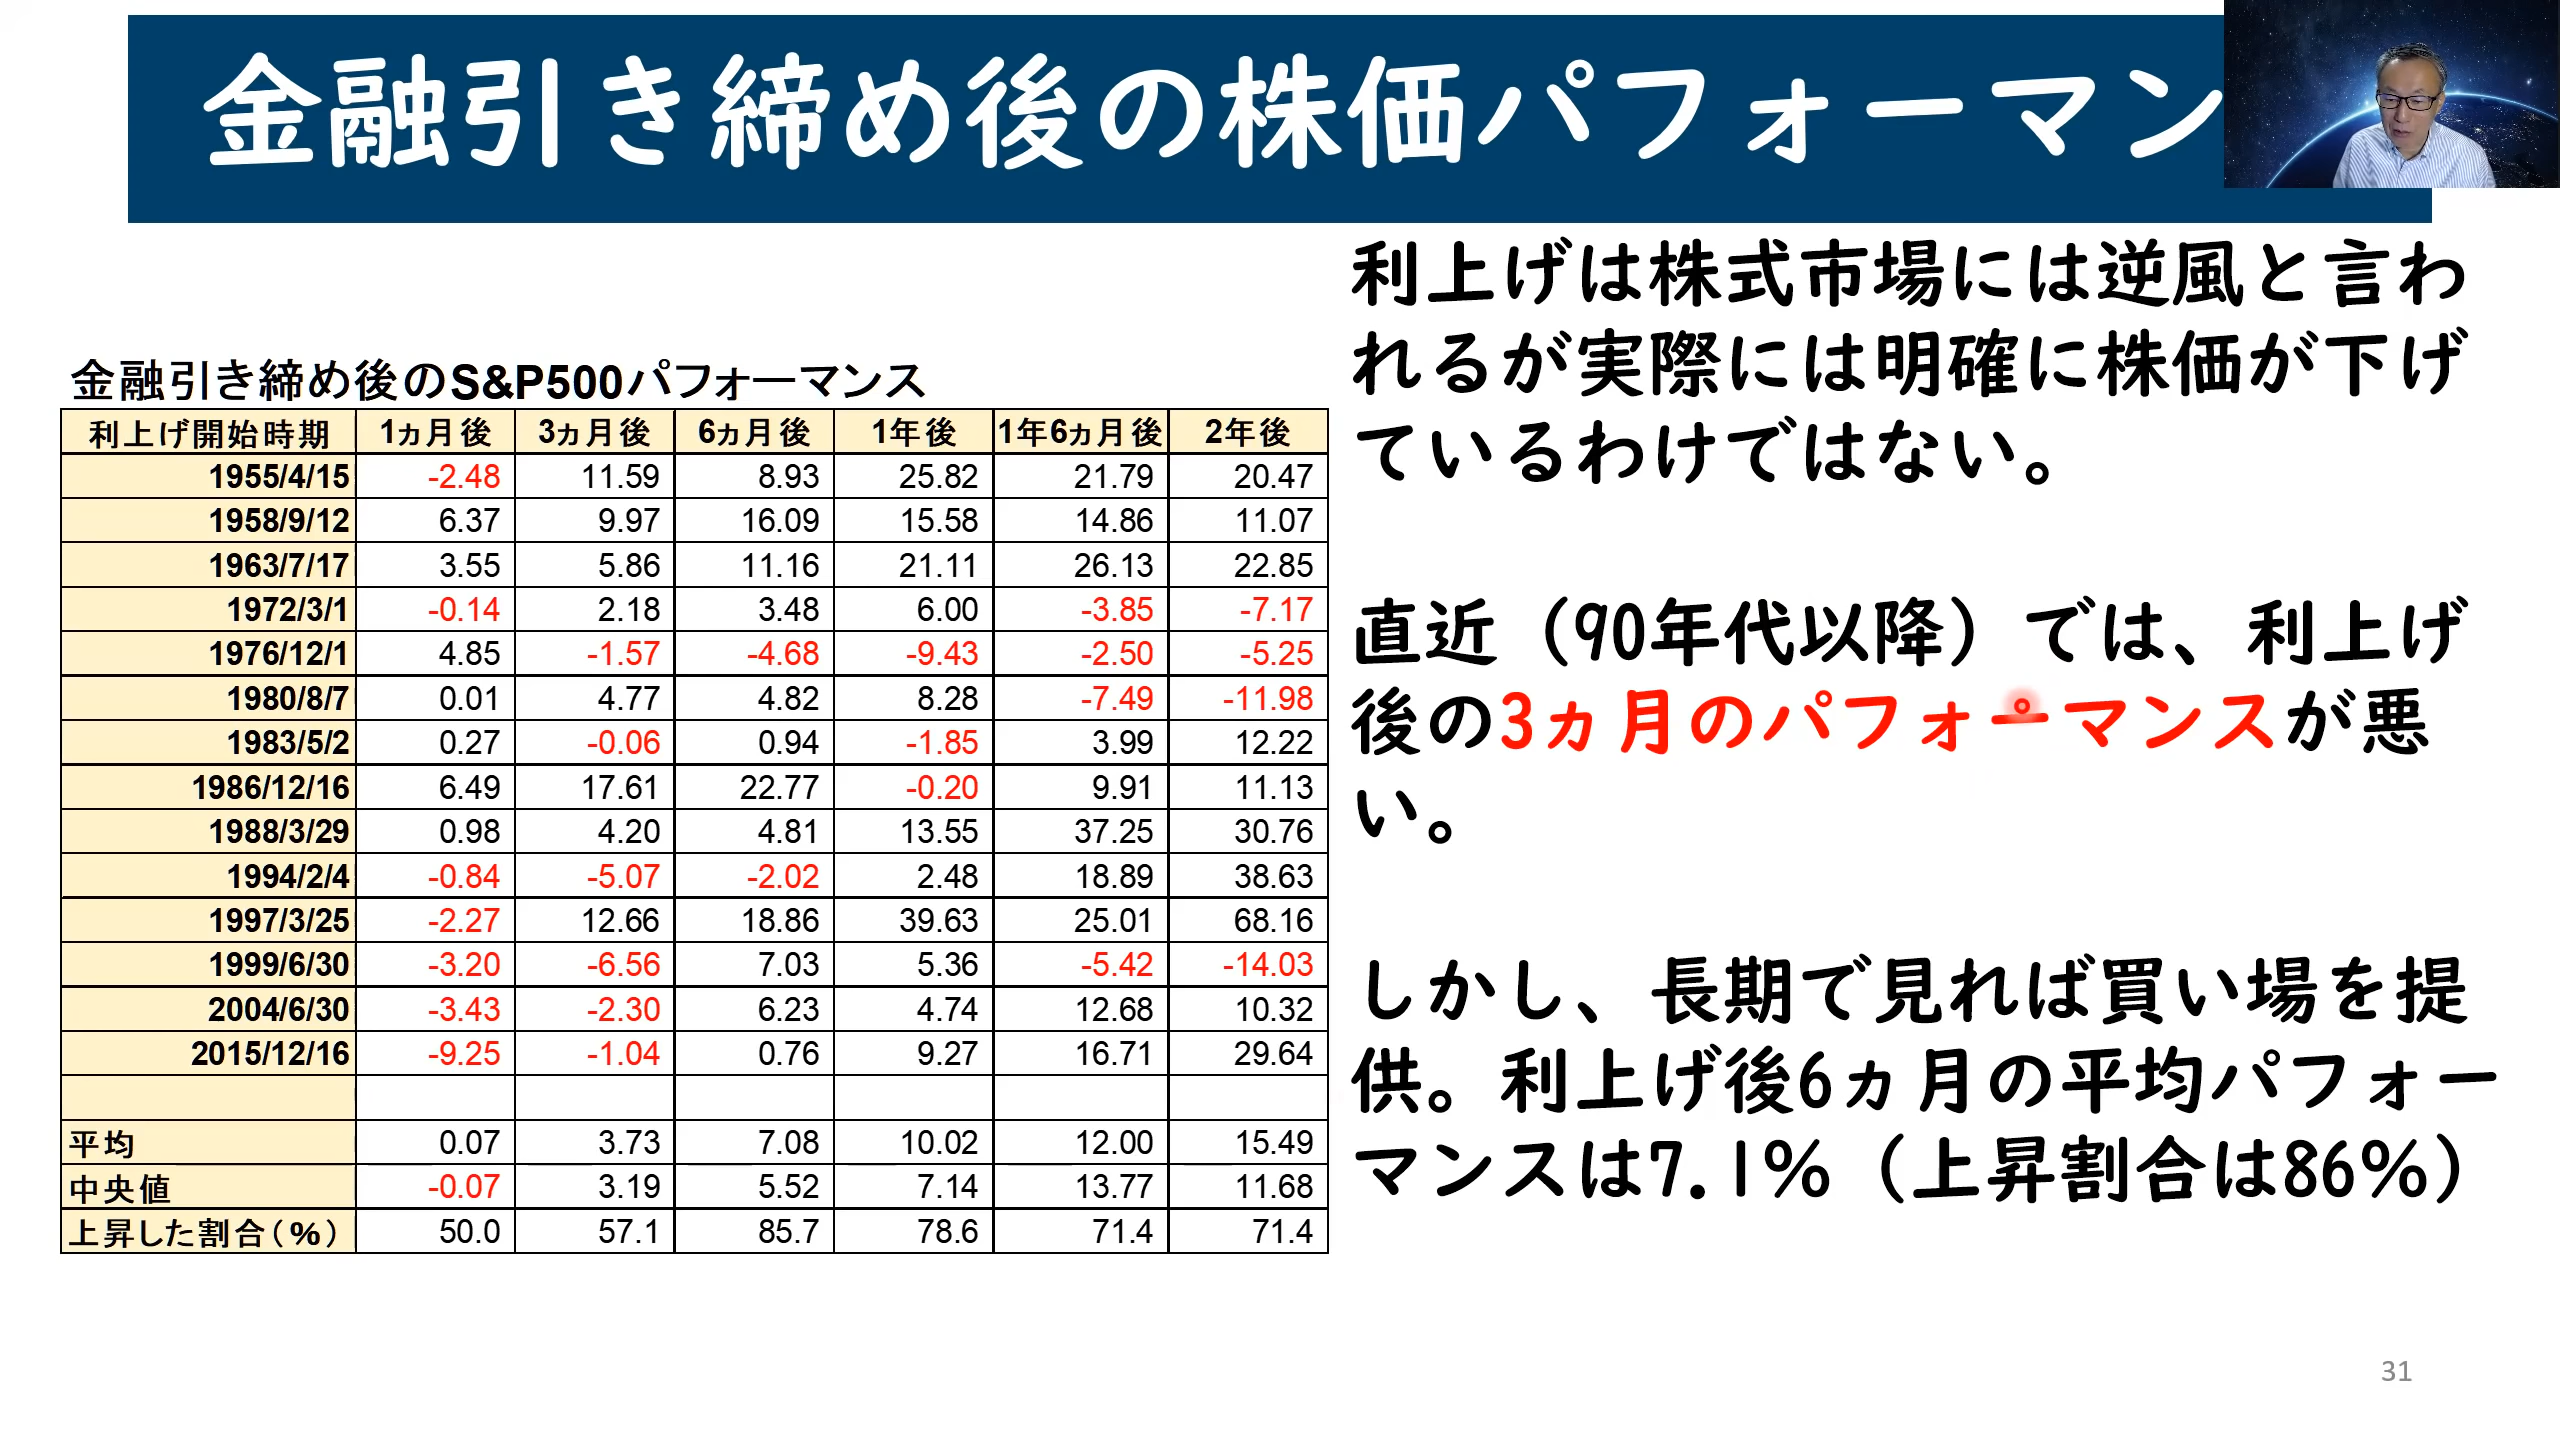 金融引き締め後の株価パフォーマン
金融引き締め後のS&P500パフォーマンス
利上げ開始時期 1ヵ月後 3ヵ月後 6ヵ月後 1年後 1年6ヵ月後 2年後
1955/4/15 -2.48 11.59 8.93 25.82 21.79 20.47
1958/9/12 6.37 9.97 16.09 15.58 14.86 11.07
1963/7/17 3.55 5.86 11.16 21.11 26.13 22.85
1972/3/1 -0.14 2.18 3.48 6.00 -3.85 -7.17
1976/12/1 4.85 -1.57 -4.68 -9.43 -2.50 -5.25
1980/8/7 0.01 4.77 4.82 8.28 -7.49 -11.98
1983/5/2 0.27 -0.06 0.94 -1.85 3.99 12.22
1986/12/16 6.49 17.61 22.77 -0.20 9.91 11.13
1988/3/29 0.98 4.20 4.81 13.55 37.25 30.76
1994/2/4 -0.84 -5.07 -2.02 2.48 18.89 38.63
1997/3/25 -2.27 12.66 18.86 39.63 25.01 68.16
1999/6/30 -3.20 -6.56 7.03 5.36 -5.42 -14.03
2004/6/30 -3.43 -2.30 6.23 4.74 12.68 10.32
2015/12/16 -9.25 -1.04 0.76 9.27 16.71 29.64
平均 0.07 3.73 7.08 10.02 12.00 15.49
中央値 -0.07 3.19 5.52 7.14 13.77 11.68
上昇した割合(%) 50.0 57.1 85.7 78.6 71.4 71.4
利上げは株式市場には逆風と言わ
れるが実際には明確に株価が下げ
ているわけではない。
直近（90年代以降）では、利上げ
後の3ヵ月のパフォーマンスが悪
い。
しかし、長期で見れば買い場を提
供。利上げ後6ヵ月の平均パフォー
マンスは7.1％（上昇割合は86％）
31